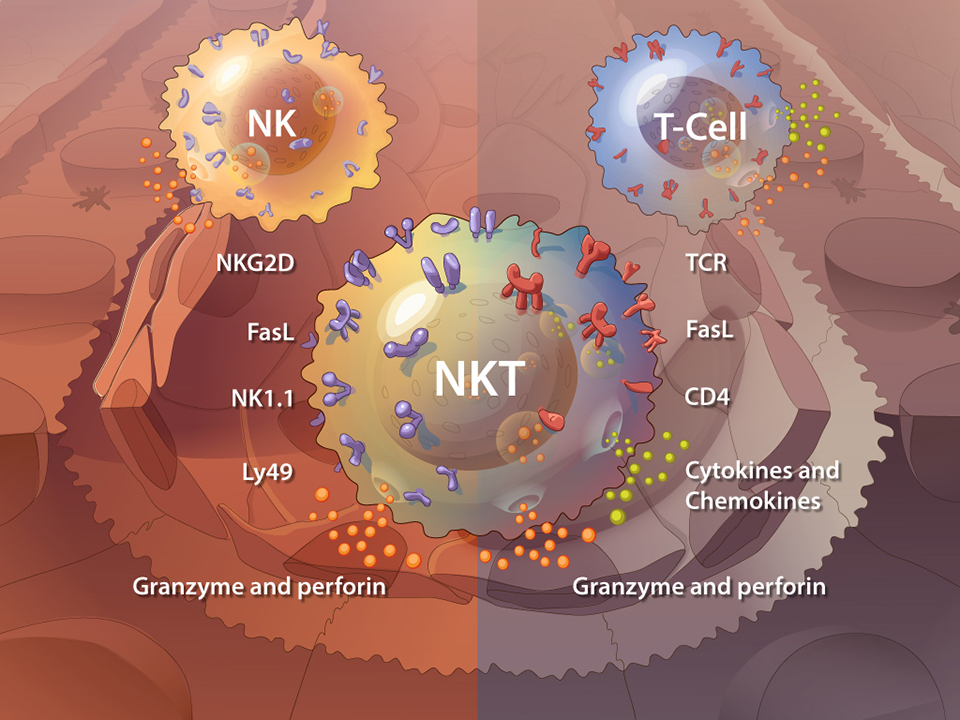 NK
T-Cell
NKG2D
TCR
FasL
FasL
NKT
NK1.1
CD4
Ly49
Cytokines and
Chemokines
Granzyme and perforin
Granzyme and perforin